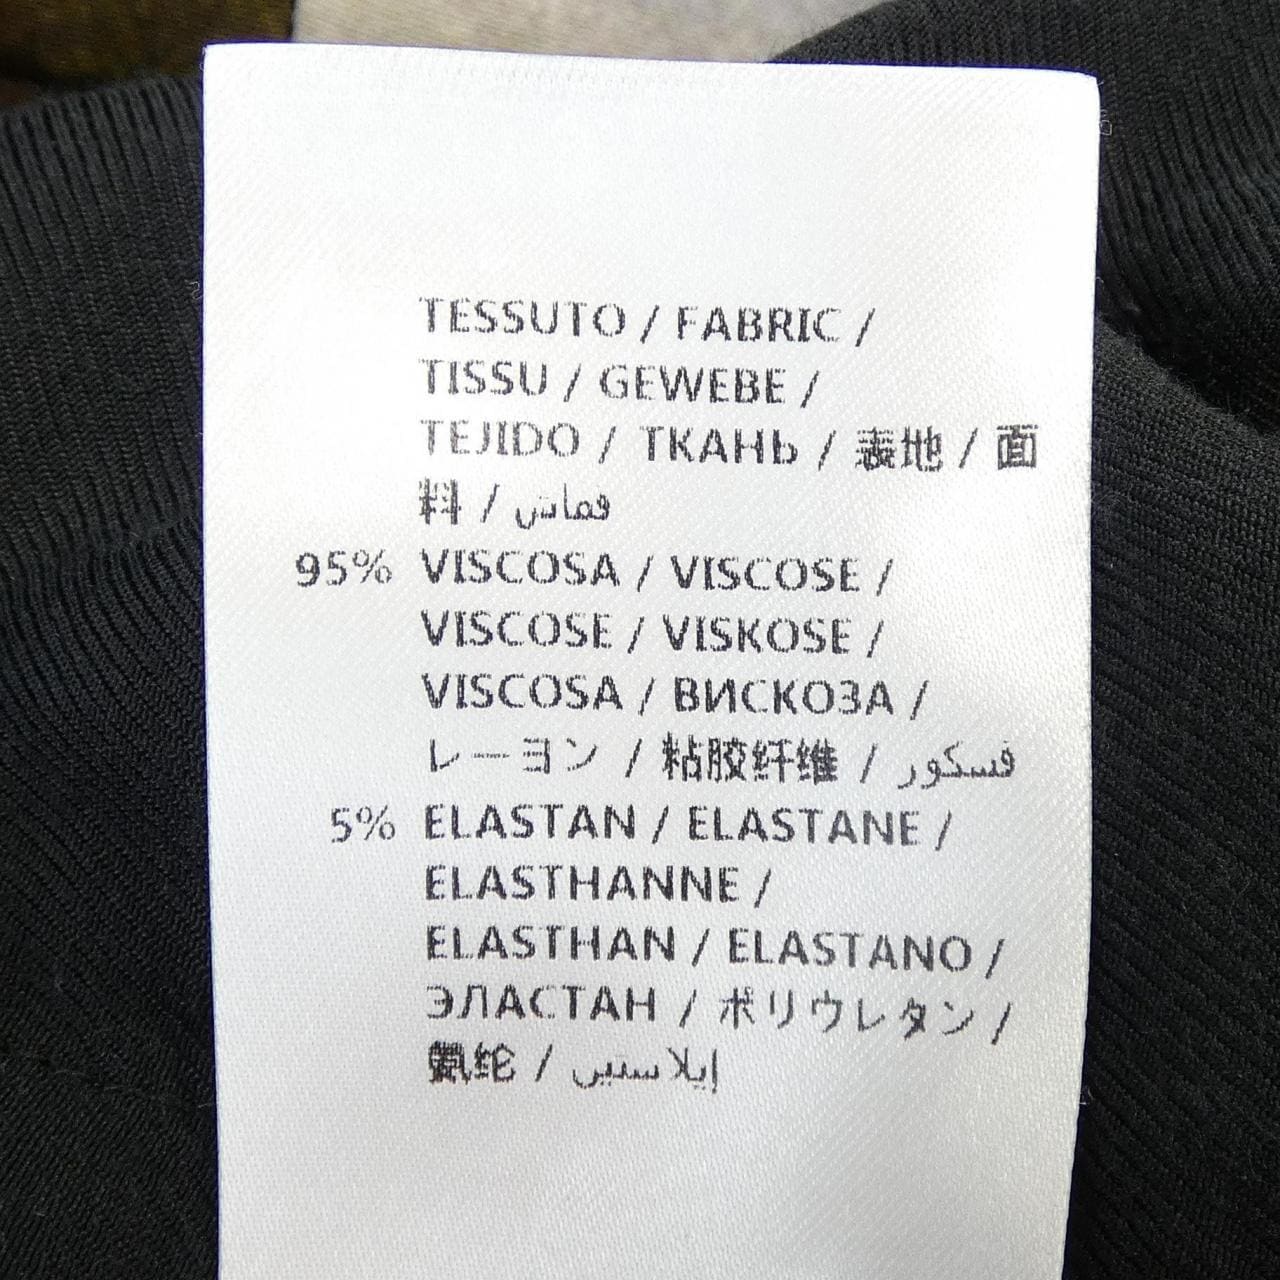 TESSUTO / FABRIC /
TISSU / GEWEBE /
TEJIDO / ТКАНЬ / 表地 / 面
料 / قماش
95% VISCOSA / VISCOSE /
VISCOSE / VISKOSE /
VISCOSA / ВИСКОЗА /
レーヨン / 粘胶纤维 / فسكور
5% ELASTAN / ELASTANE /
ELASTHANNE /
ELASTHAN / ELASTANO /
ЭЛАСТАН / ポリウレタン /
氨纶 / إيلاستين